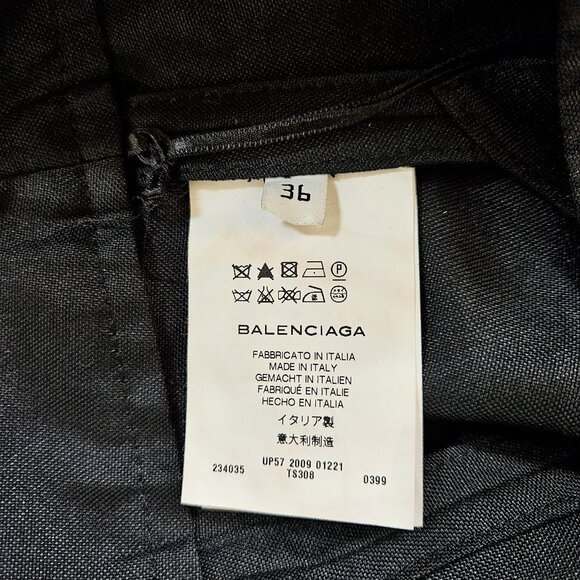 36
P
BALENCIAGA
FABBRICATO IN ITALIA
MADE IN ITALY
GEMACHT IN ITALIEN
FABRIQUÉ EN ITALIE
HECHO EN ITALIA
イタリア製
意大利制造
234035 UP57 2009 01221 0399
TS308